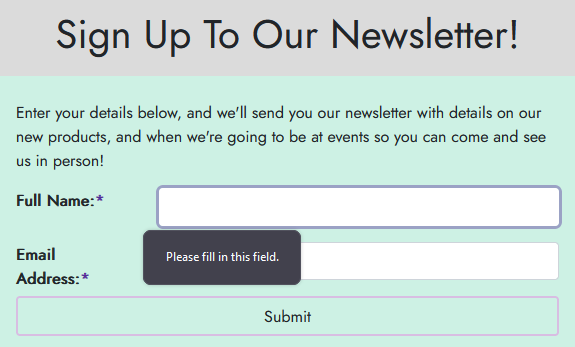 Sign Up To Our Newsletter!
Enter your details below, and we'll send you our newsletter with details on our
new products, and when we're going to be at events so you can come and see
us in person!
Full Name:*
Please fill in this field.
Email
Address:*
Submit